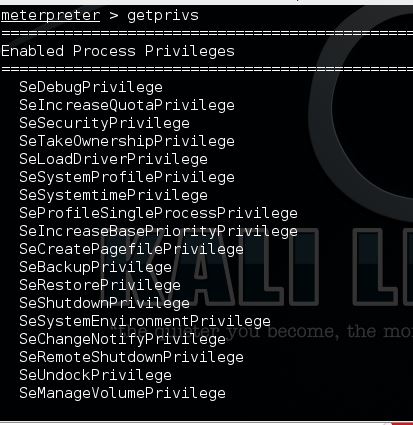 meterpreter > getprivs
============================================================
Enabled Process Privileges
============================================================
SeDebugPrivilege
SeIncreaseQuotaPrivilege
SeSecurityPrivilege
SeTakeOwnershipPrivilege
SeLoadDriverPrivilege
SeSystemProfilePrivilege
SeSystemtimePrivilege
SeProfileSingleProcessPrivilege
SeIncreaseBasePriorityPrivilege
SeCreatePagefilePrivilege
SeBackupPrivilege
SeRestorePrivilege
SeShutdownPrivilege
SeSystemEnvironmentPrivilege
SeChangeNotifyPrivilege
SeRemoteShutdownPrivilege
SeUndockPrivilege
SeManageVolumePrivilege
KALI LI
you become, the mo